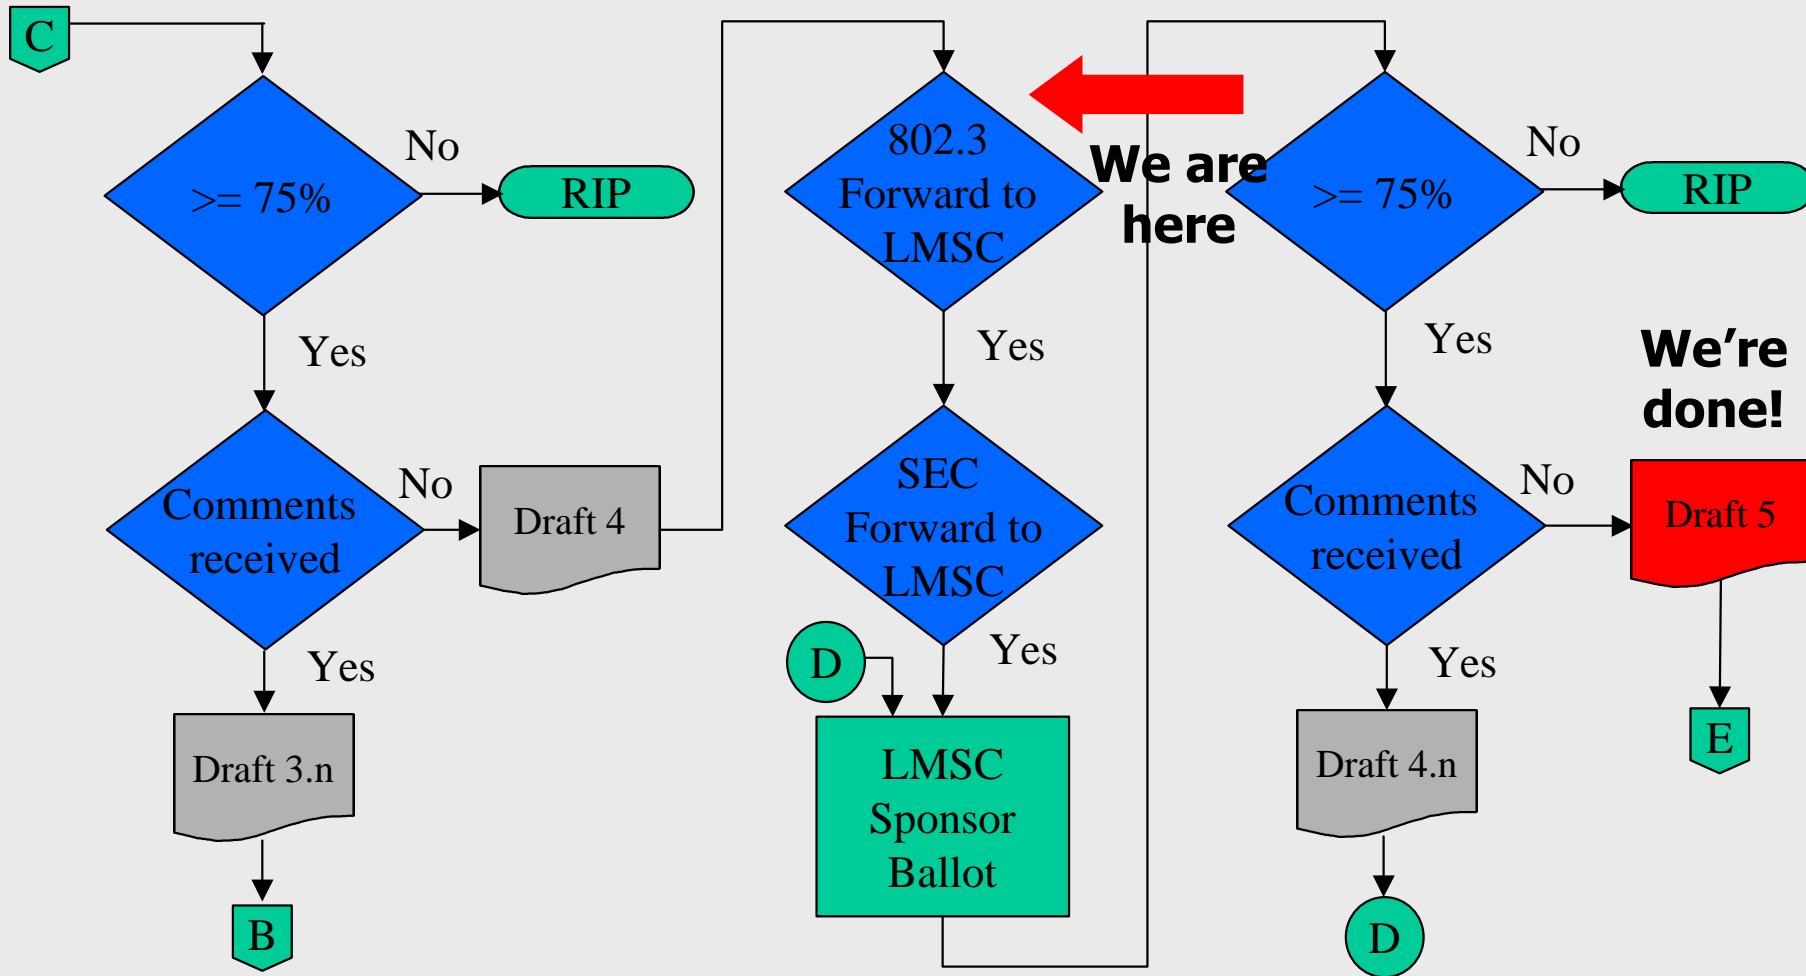 C
>= 75%
No
RIP
Yes
Comments
received
No
Draft 4
Yes
Draft 3.n
B
802.3
Forward to
LMSC
We are
here
Yes
SEC
Forward to
LMSC
Yes
D
LMSC
Sponsor
Ballot
>= 75%
No
RIP
Yes
Comments
received
No
We’re
done!
Draft 5
E
Yes
Draft 4.n
D